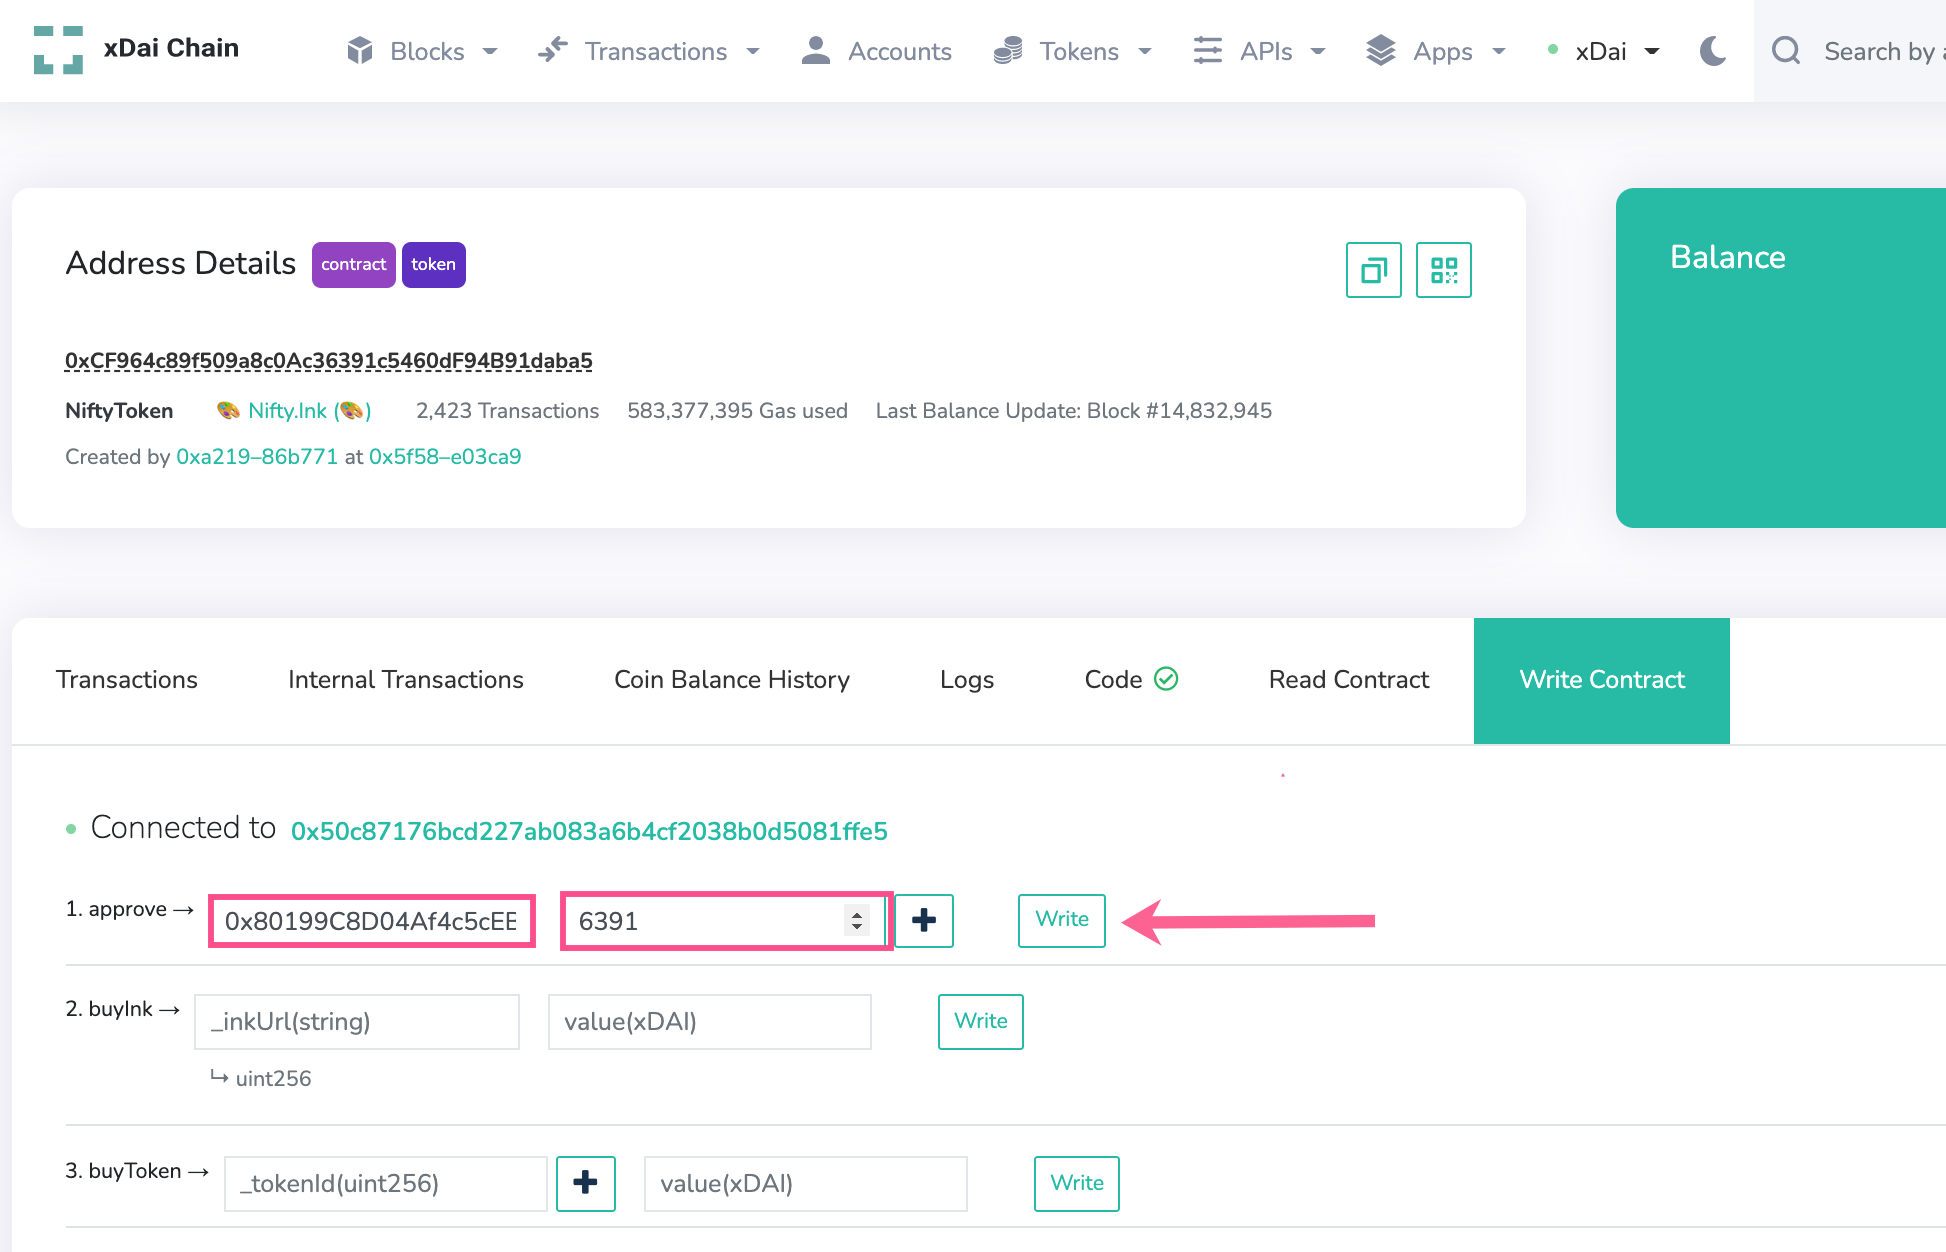 xDai Chain Blocks Transactions Accounts Tokens APIs Apps xDai Search by a
Address Details contract token
Balance
0xCF964c89f509a8c0Ac36391c5460dF94B91daba5
NiftyToken 🎨 Nifty.Ink (🎨) 2,423 Transactions 583,377,395 Gas used Last Balance Update: Block #14,832,945
Created by 0xa219–86b771 at 0x5f58–e03ca9
Transactions Internal Transactions Coin Balance History Logs Code Read Contract Write Contract
Connected to 0x50c87176bcd227ab083a6b4cf2038b0d5081ffe5
1. approve → 0x80199C8D04Af4c5cEE 6391 + Write
2. buyInk → _inkUrl(string) value(xDAI) Write
↳ uint256
3. buyToken → _tokenId(uint256) + value(xDAI) Write